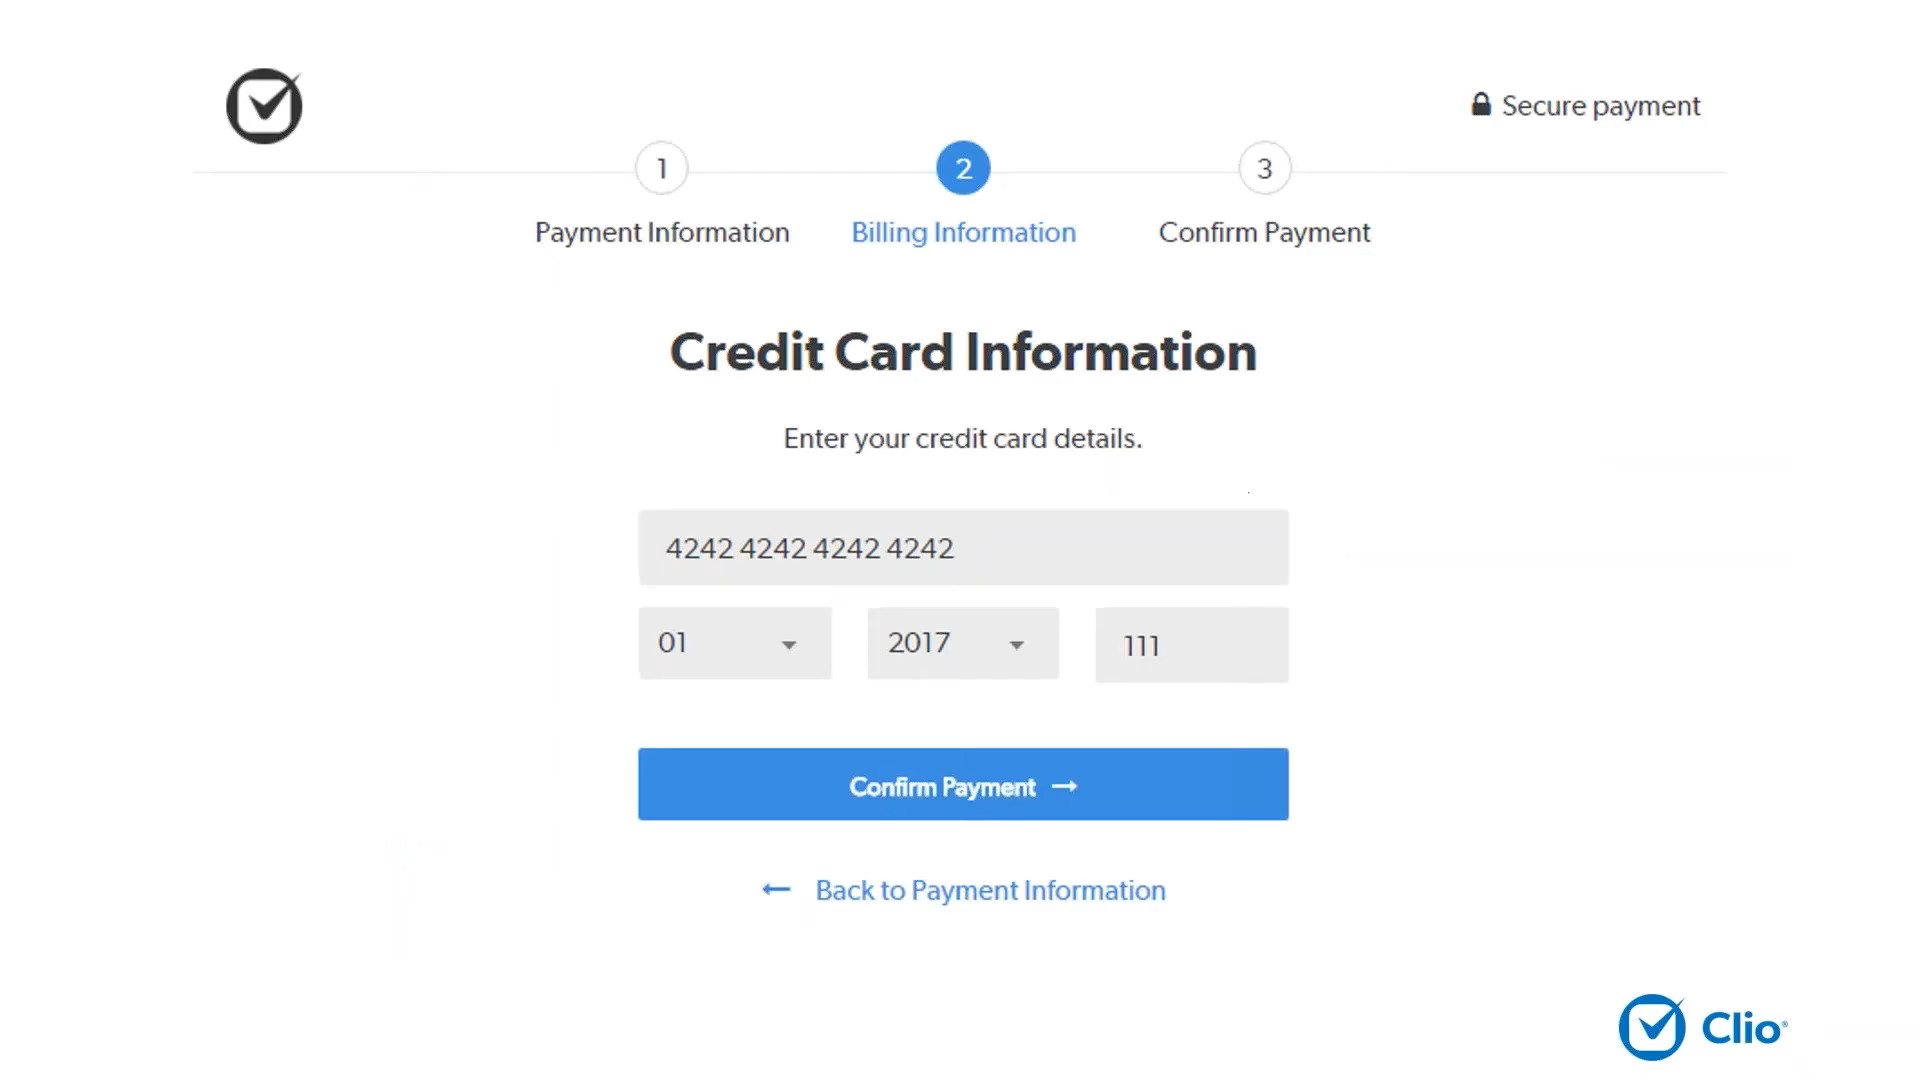 Secure payment
1 2 3
Payment Information Billing Information Confirm Payment
Credit Card Information
Enter your credit card details.
4242 4242 4242 4242
01 2017 111
Confirm Payment →
← Back to Payment Information
Clio®